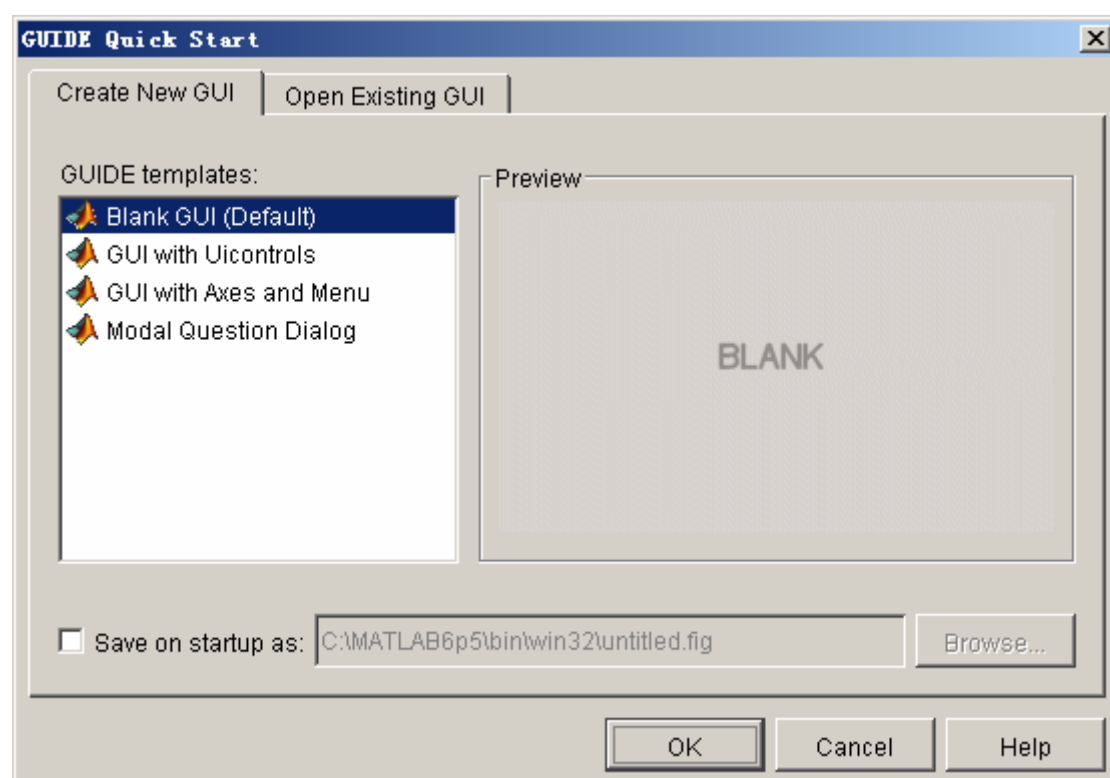 GUIDE Quick Start
Create New GUI
Open Existing GUI
GUIDE templates:
Blank GUI (Default)
GUI with Uicontrols
GUI with Axes and Menu
Modal Question Dialog
Preview
BLANK
Save on startup as:
C:\MATLAB6p5\bin\win32\untitled.fig
Browse...
OK
Cancel
Help